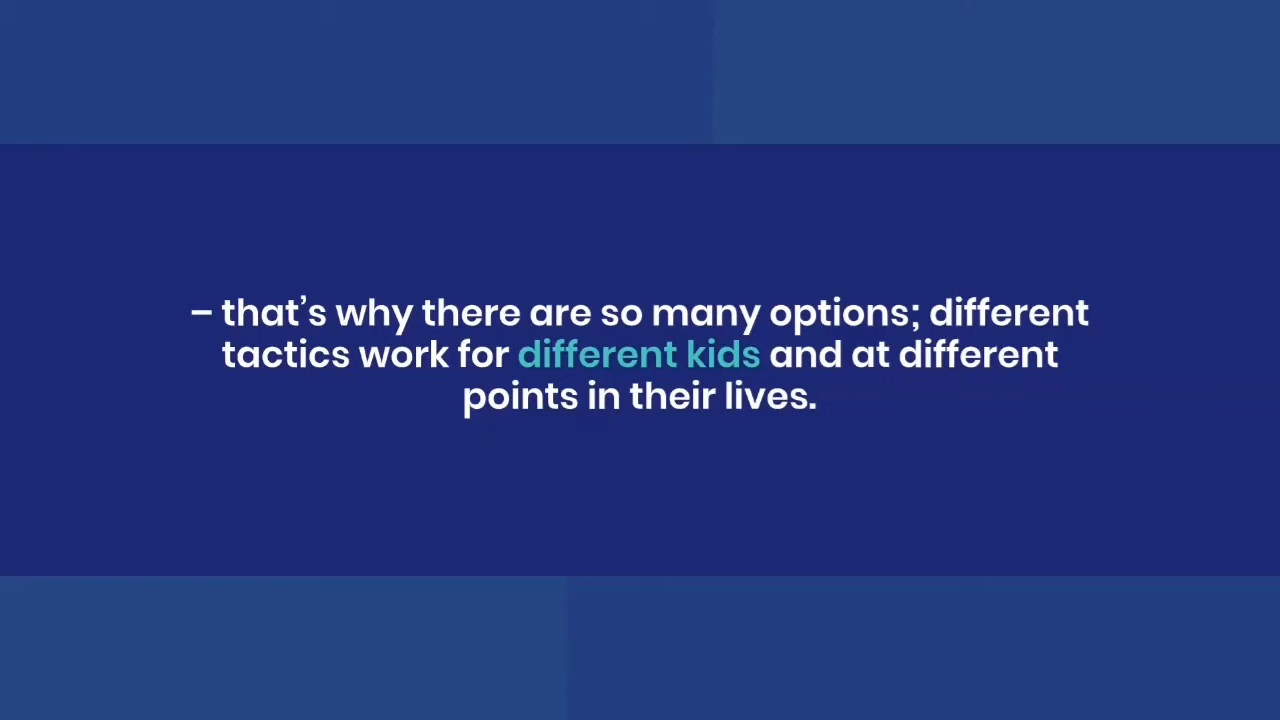 – that’s why there are so many options; different
tactics work for different kids and at different
points in their lives.